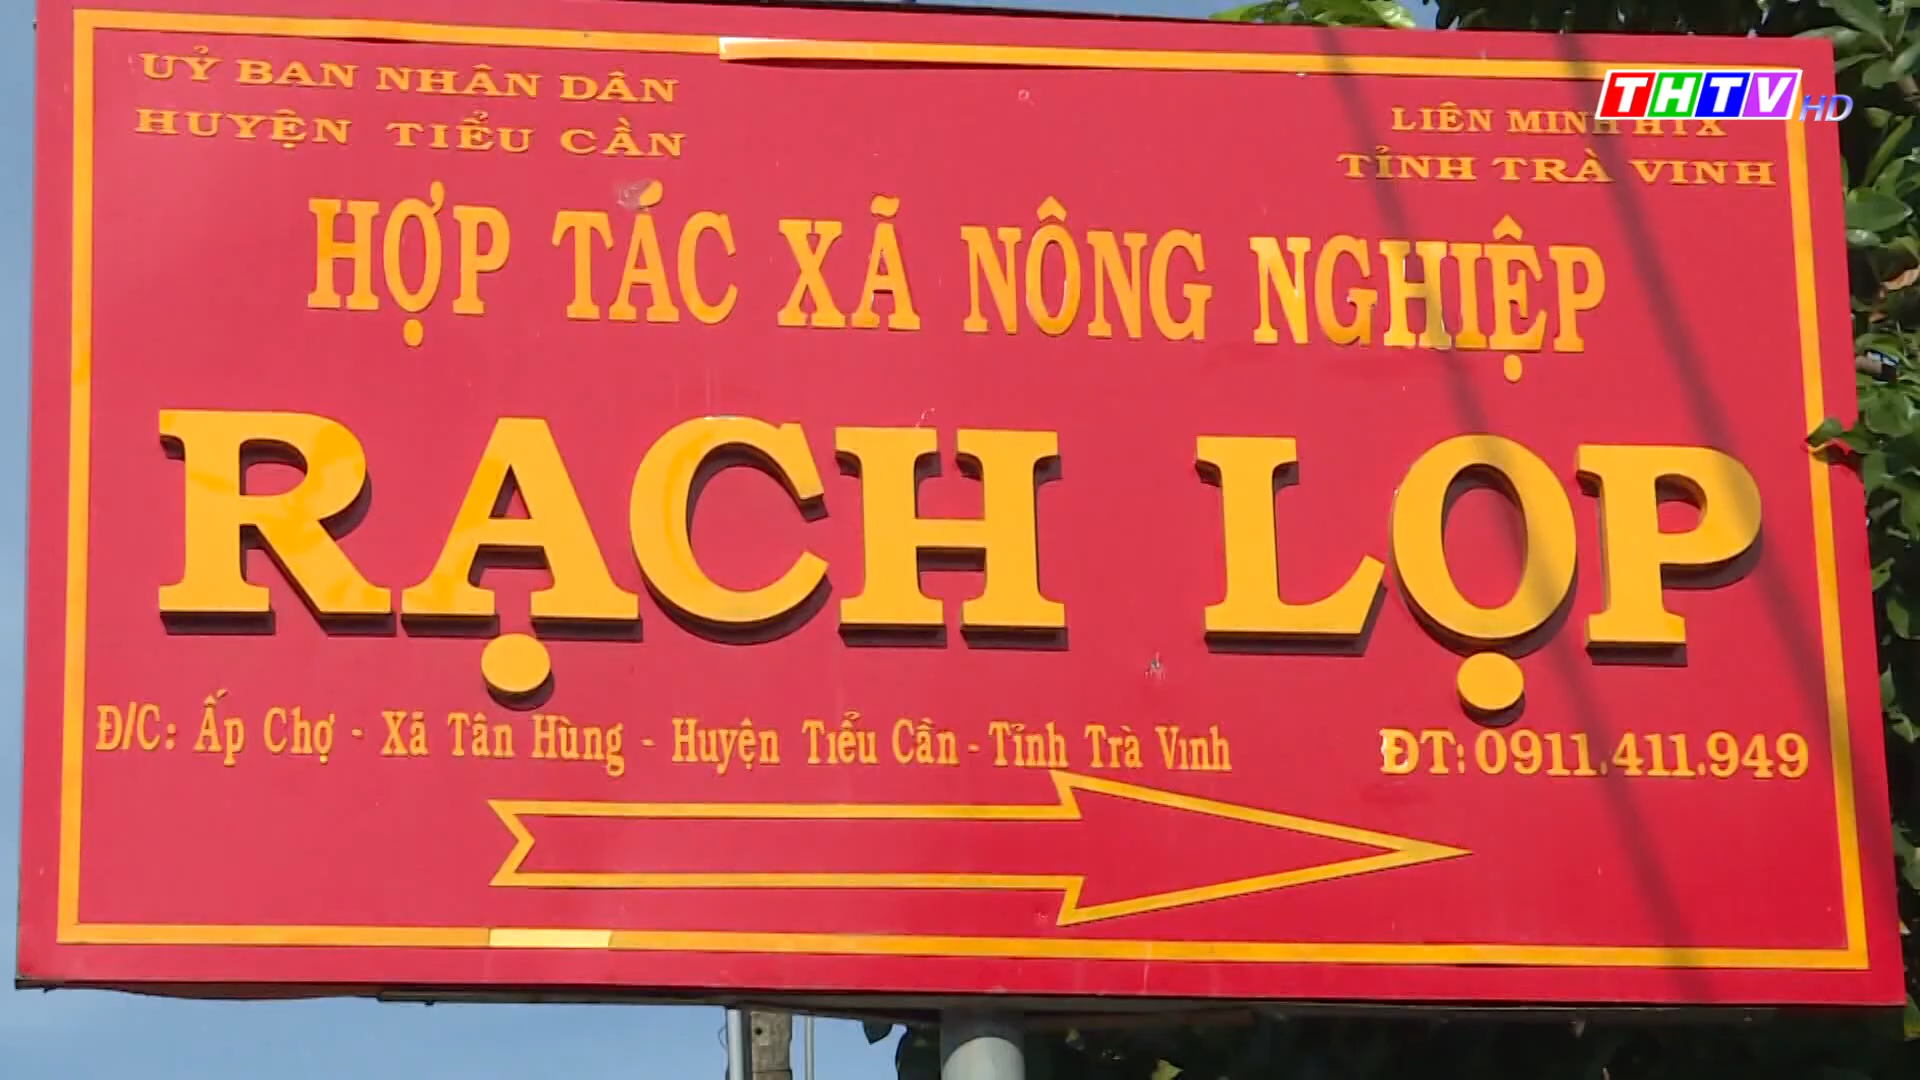 UỶ BAN NHÂN DÂN
HUYỆN TIỂU CẦN
THTV HD
LIÊN MINH HTX
TỈNH TRÀ VINH
HỢP TÁC XÃ NÔNG NGHIỆP
RẠCH LỌP
Đ/C: Ấp Chợ - Xã Tân Hùng - Huyện Tiểu Cần - Tỉnh Trà Vinh
ĐT: 0911.411.949